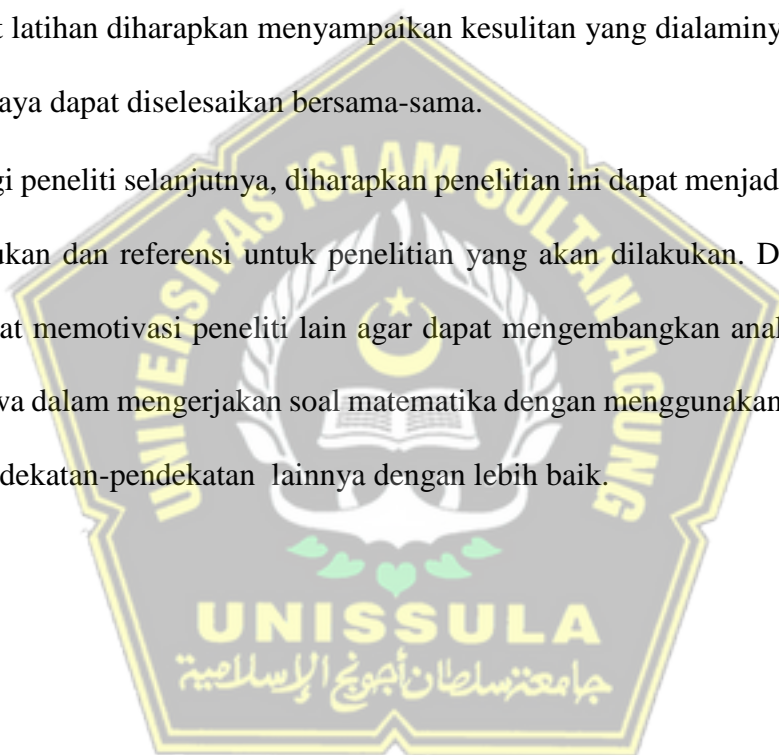 t latihan diharapkan menyampaikan kesulitan yang dialaminy
aya dapat diselesaikan bersama-sama.
gi peneliti selanjutnya, diharapkan penelitian ini dapat menjad
ukan dan referensi untuk penelitian yang akan dilakukan. D
at memotivasi peneliti lain agar dapat mengembangkan anal
va dalam mengerjakan soal matematika dengan menggunakan
dekatan-pendekatan lainnya dengan lebih baik.
UNIVERSITAS ISLAM SULTAN AGUNG
UNISSULA
جامعة سلطان أجونج الإسلامية